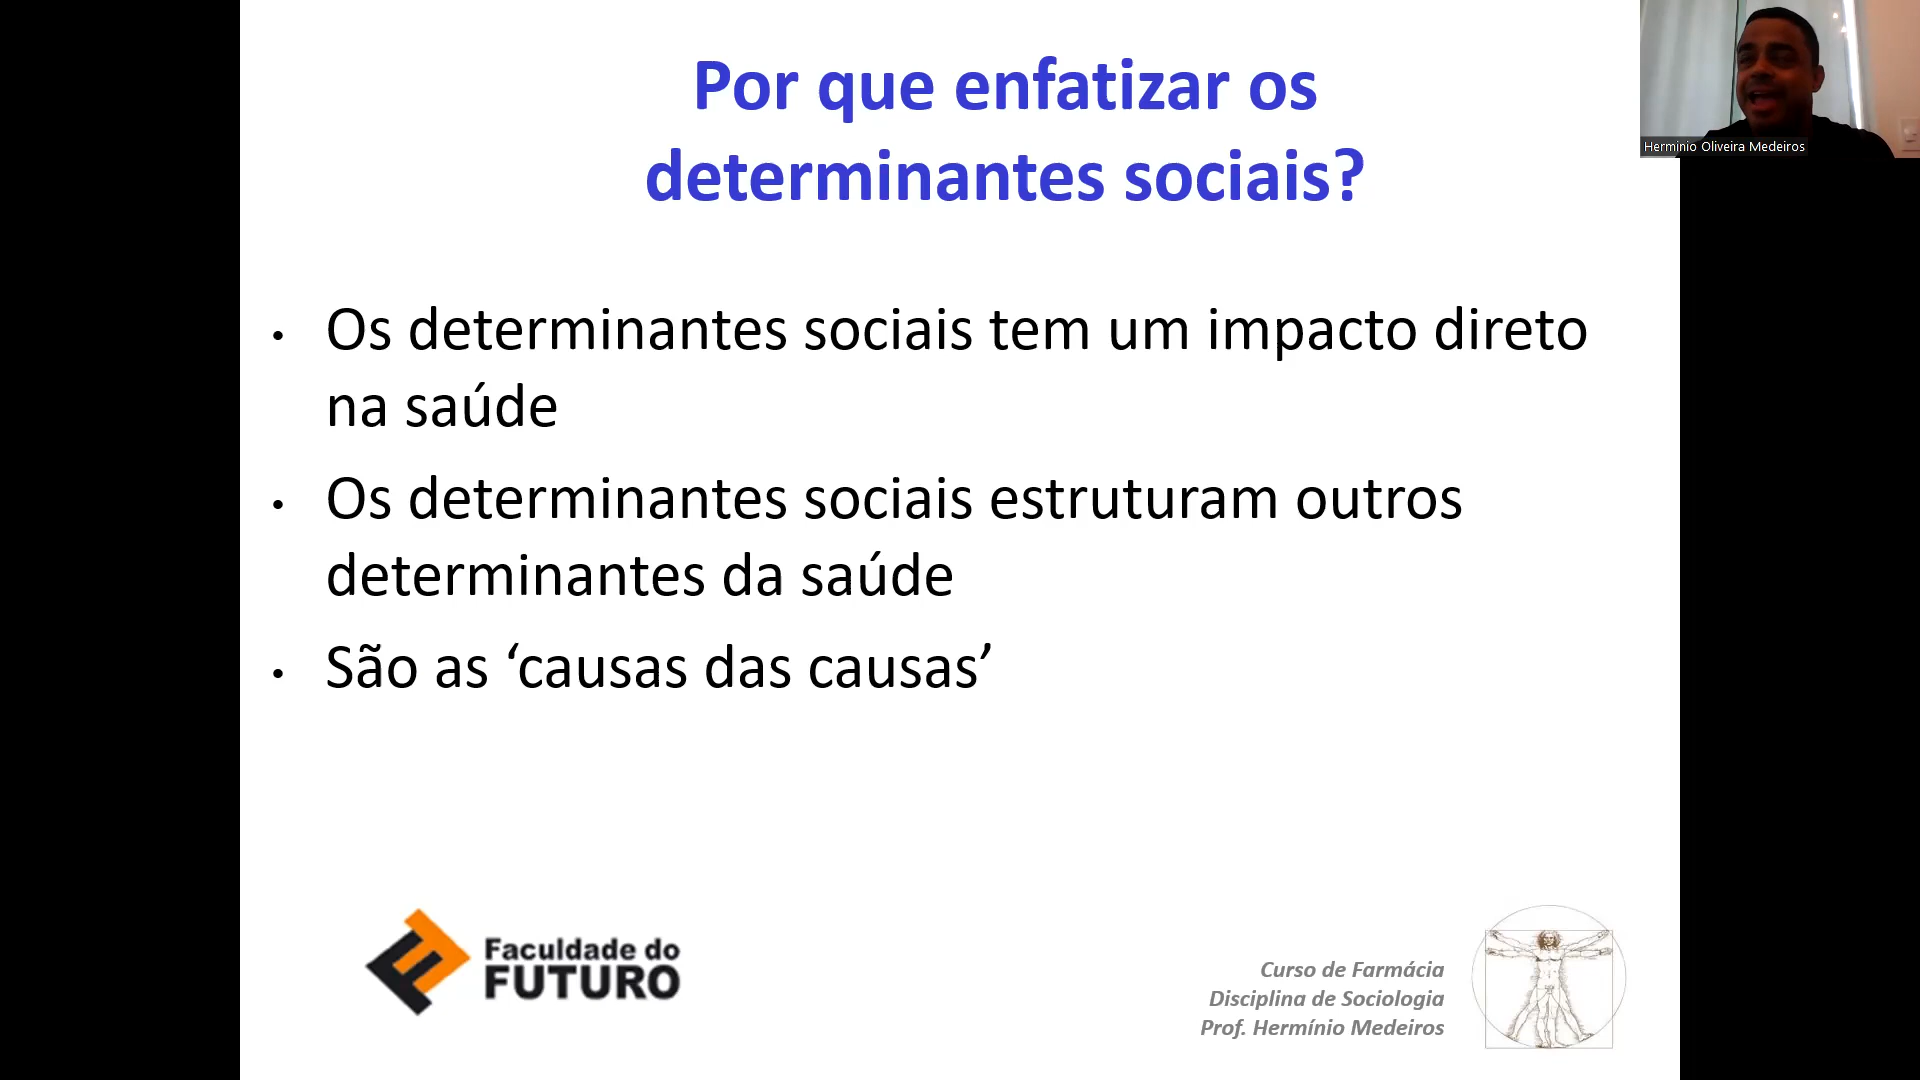 Por que enfatizar os
determinantes sociais?
Herminio Oliveira Medeiros
• Os determinantes sociais tem um impacto direto
na saúde
• Os determinantes sociais estruturam outros
determinantes da saúde
• São as ‘causas das causas’
Faculdade do
FUTURO
Curso de Farmácia
Disciplina de Sociologia
Prof. Hermínio Medeiros